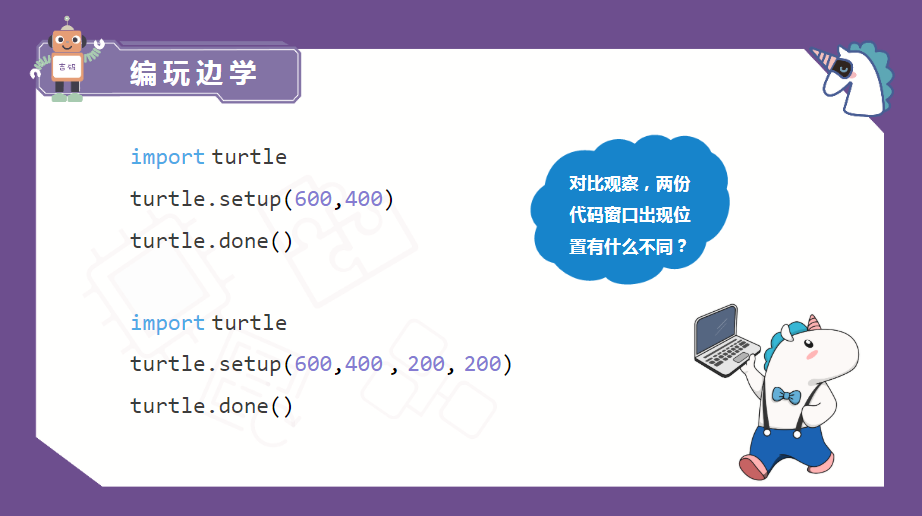 编玩边学
import turtle
turtle.setup(600,400)
turtle.done()
对比观察，两份
代码窗口出现位
置有什么不同？
import turtle
turtle.setup(600,400 , 200, 200)
turtle.done()